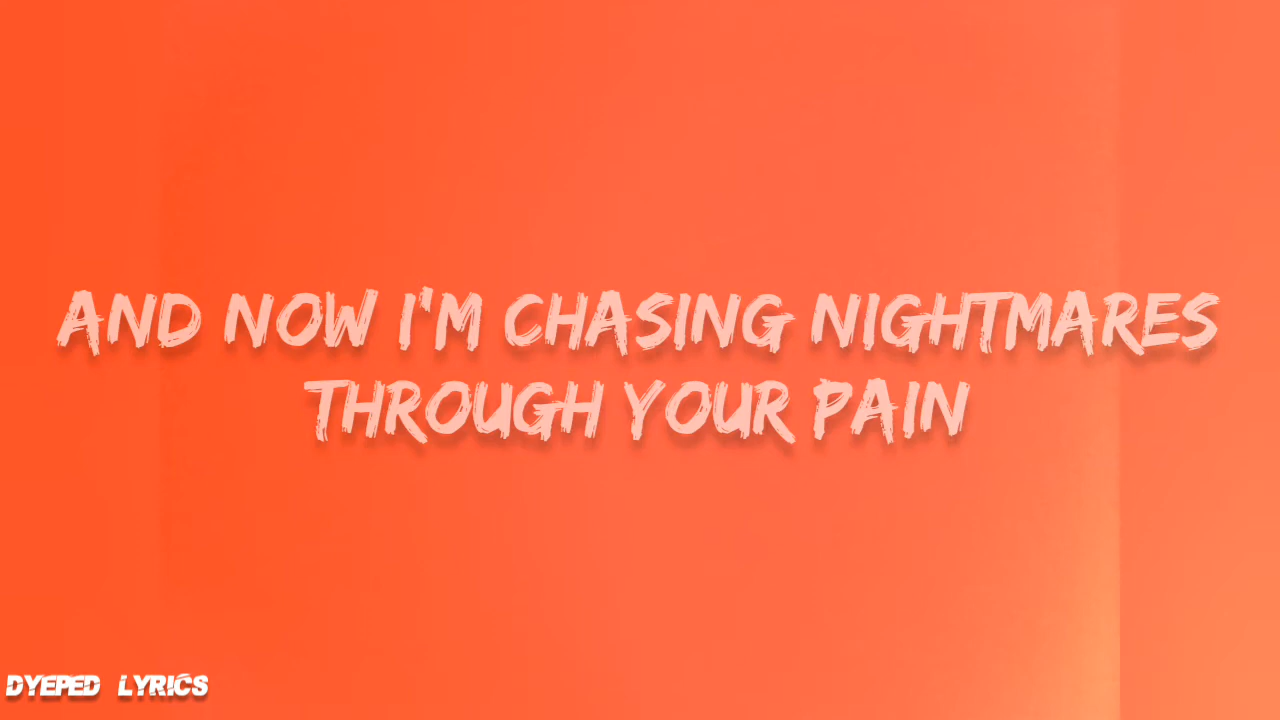 AND NOW I'M CHASING NIGHTMARES
THROUGH YOUR PAIN
DYEPED LYRICS